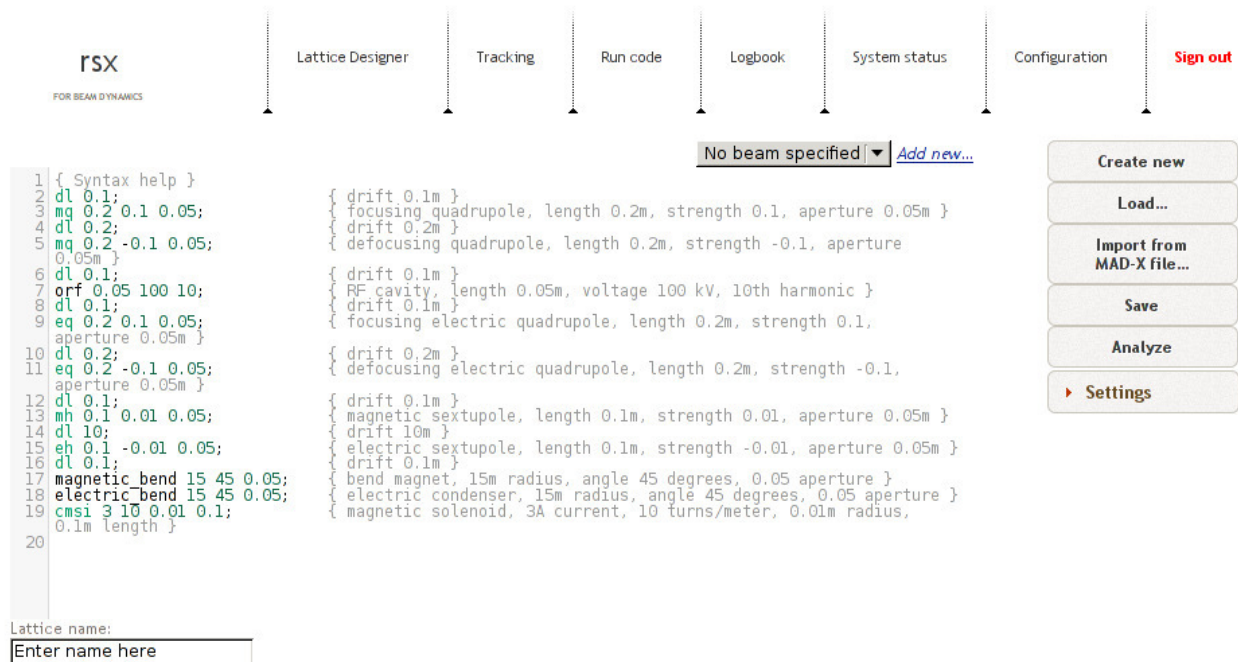 rsx
FOR BEAM DYNAMICS
Lattice Designer
Tracking
Run code
Logbook
System status
Configuration
Sign out
No beam specified
Add new...
1 { Syntax help }
2 dl 0.1; { drift 0.1m }
3 mq 0.2 0.1 0.05; { focusing quadrupole, length 0.2m, strength 0.1, aperture 0.05m }
4 dl 0.2; { drift 0.2m }
5 mq 0.2 -0.1 0.05; { defocusing quadrupole, length 0.2m, strength -0.1, aperture
0.05m }
6 dl 0.1; { drift 0.1m }
7 orf 0.05 100 10; { RF cavity, length 0.05m, voltage 100 kV, 10th harmonic }
8 dl 0.1; { drift 0.1m }
9 eq 0.2 0.1 0.05; { focusing electric quadrupole, length 0.2m, strength 0.1,
aperture 0.05m }
10 dl 0.2; { drift 0.2m }
11 eq 0.2 -0.1 0.05; { defocusing electric quadrupole, length 0.2m, strength -0.1,
aperture 0.05m }
12 dl 0.1; { drift 0.1m }
13 mh 0.1 0.01 0.05; { magnetic sextupole, length 0.1m, strength 0.01, aperture 0.05m }
14 dl 10; { drift 10m }
15 eh 0.1 -0.01 0.05; { electric sextupole, length 0.1m, strength -0.01, aperture 0.05m }
16 dl 0.1; { drift 0.1m }
17 magnetic_bend 15 45 0.05; { bend magnet, 15m radius, angle 45 degrees, 0.05 aperture }
18 electric_bend 15 45 0.05; { electric condenser, 15m radius, angle 45 degrees, 0.05 aperture }
19 cmsi 3 10 0.01 0.1; { magnetic solenoid, 3A current, 10 turns/meter, 0.01m radius,
0.1m length }
20
Create new
Load...
Import from
MAD-X file...
Save
Analyze
Settings
Lattice name:
Enter name here